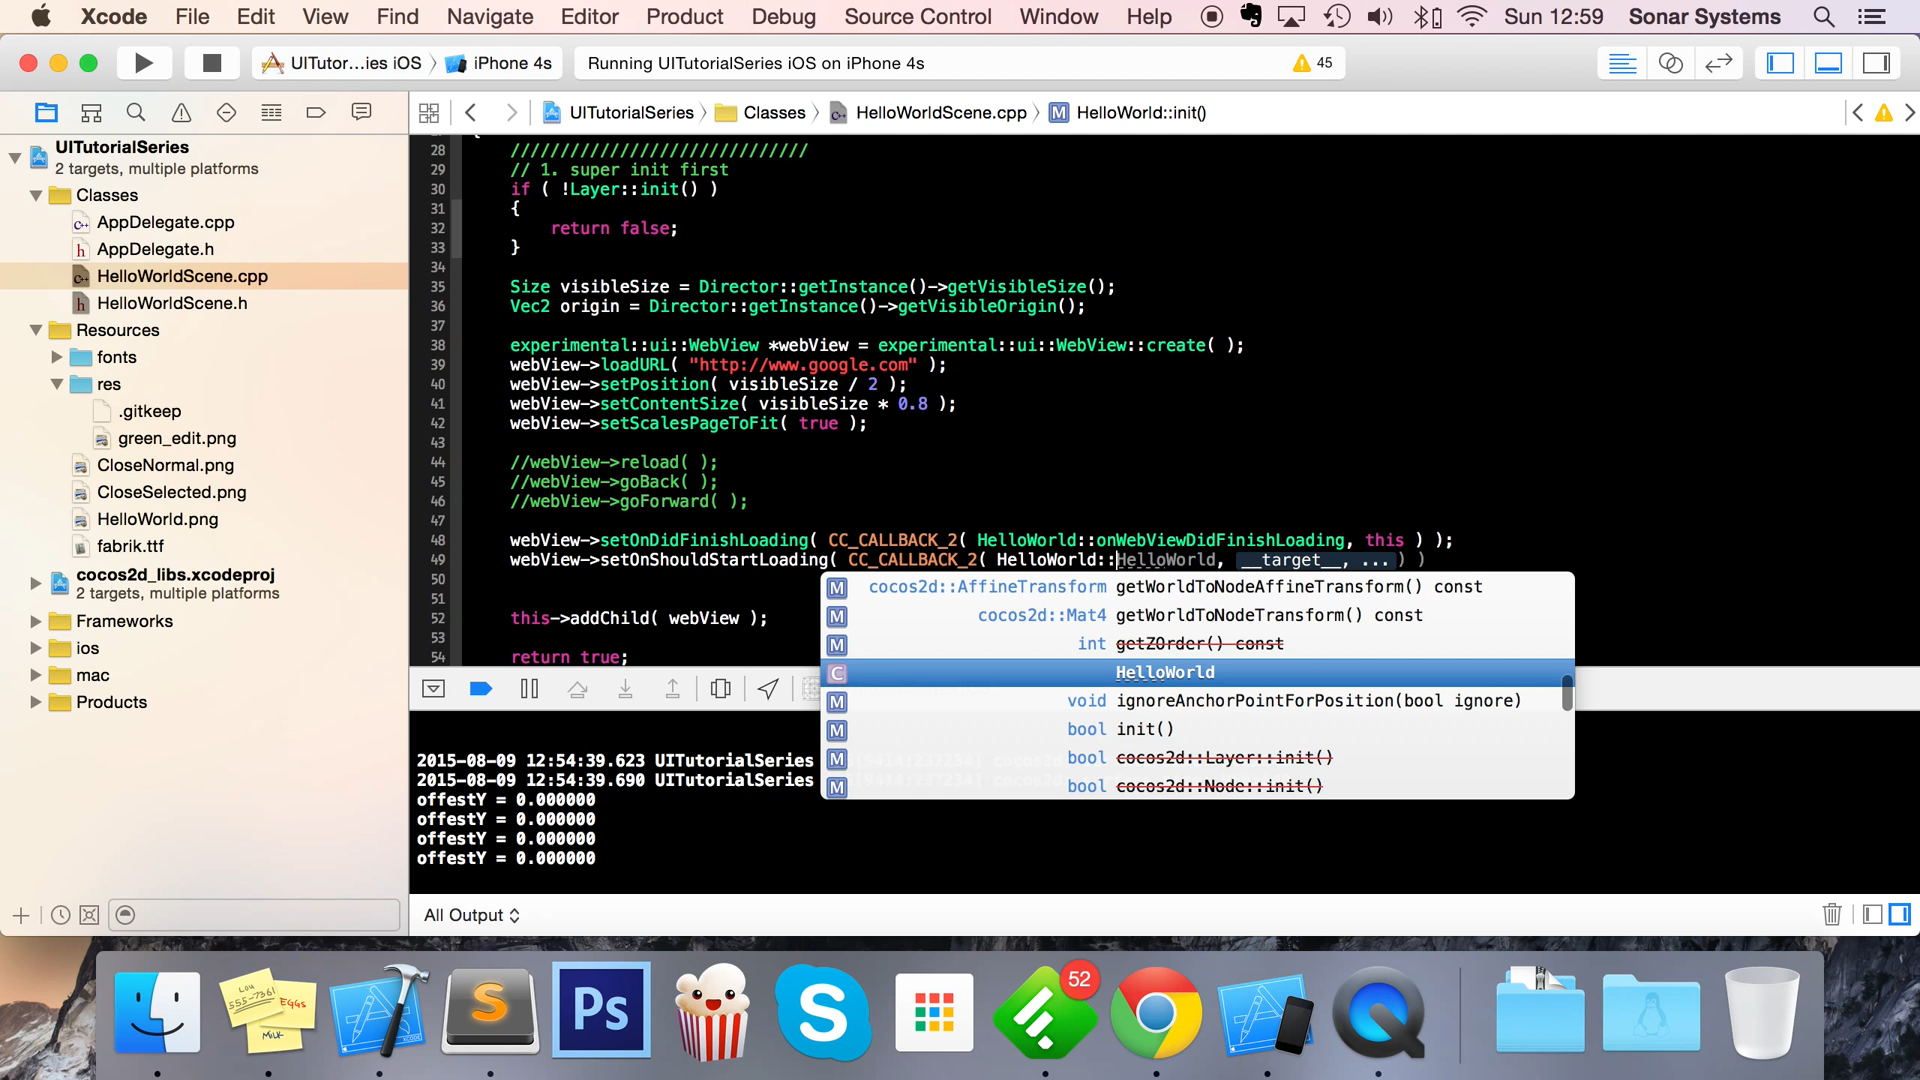 Xcode File Edit View Find Navigate Editor Product Debug Source Control Window Help Sun 12:59 Sonar Systems
UITutor...ies iOS iPhone 4s Running UITutorialSeries iOS on iPhone 4s 45
UITutorialSeries Classes HelloWorldScene.cpp M HelloWorld::init()
UITutorialSeries
2 targets, multiple platforms
Classes
AppDelegate.cpp
AppDelegate.h
HelloWorldScene.cpp
HelloWorldScene.h
Resources
fonts
res
.gitkeep
green_edit.png
CloseNormal.png
CloseSelected.png
HelloWorld.png
fabrik.ttf
cocos2d_libs.xcodeproj
2 targets, multiple platforms
Frameworks
ios
mac
Products
28 //////////////////////////////
29 // 1. super init first
30 if ( !Layer::init() )
31 {
32 return false;
33 }
34
35 Size visibleSize = Director::getInstance()->getVisibleSize();
36 Vec2 origin = Director::getInstance()->getVisibleOrigin();
37
38 experimental::ui::WebView *webView = experimental::ui::WebView::create( );
39 webView->loadURL( "http://www.google.com" );
40 webView->setPosition( visibleSize / 2 );
41 webView->setContentSize( visibleSize * 0.8 );
42 webView->setScalesPageToFit( true );
43
44 //webView->reload( );
45 //webView->goBack( );
46 //webView->goForward( );
47
48 webView->setOnDidFinishLoading( CC_CALLBACK_2( HelloWorld::onWebViewDidFinishLoading, this ) );
49 webView->setOnShouldStartLoading( CC_CALLBACK_2( HelloWorld::HelloWorld, __target__, ...) )
50
51
52 this->addChild( webView );
53
54 return true;
M cocos2d::AffineTransform getWorldToNodeAffineTransform() const
M cocos2d::Mat4 getWorldToNodeTransform() const
M int getZOrder() const
C HelloWorld
M void ignoreAnchorPointForPosition(bool ignore)
M bool init()
M bool cocos2d::Layer::init()
M bool cocos2d::Node::init()
2015-08-09 12:54:39.623 UITutorialSeries
2015-08-09 12:54:39.690 UITutorialSeries
offestY = 0.000000
offestY = 0.000000
offestY = 0.000000
offestY = 0.000000
All Output
Lou
555-7361
EGGS
MILK
XCODE
S
Ps
S
52